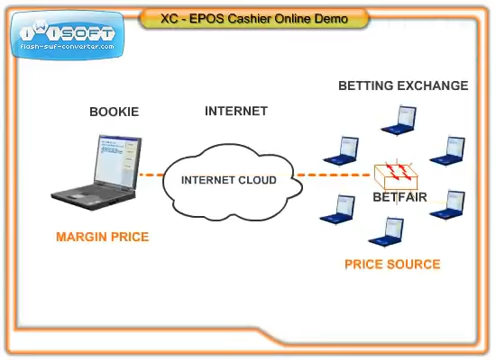 XC - EPOS Cashier Online Demo
iWiSOFT
flash-swf-converter.com
BETTING EXCHANGE
BOOKIE
INTERNET
INTERNET CLOUD
BETFAIR
MARGIN PRICE
PRICE SOURCE